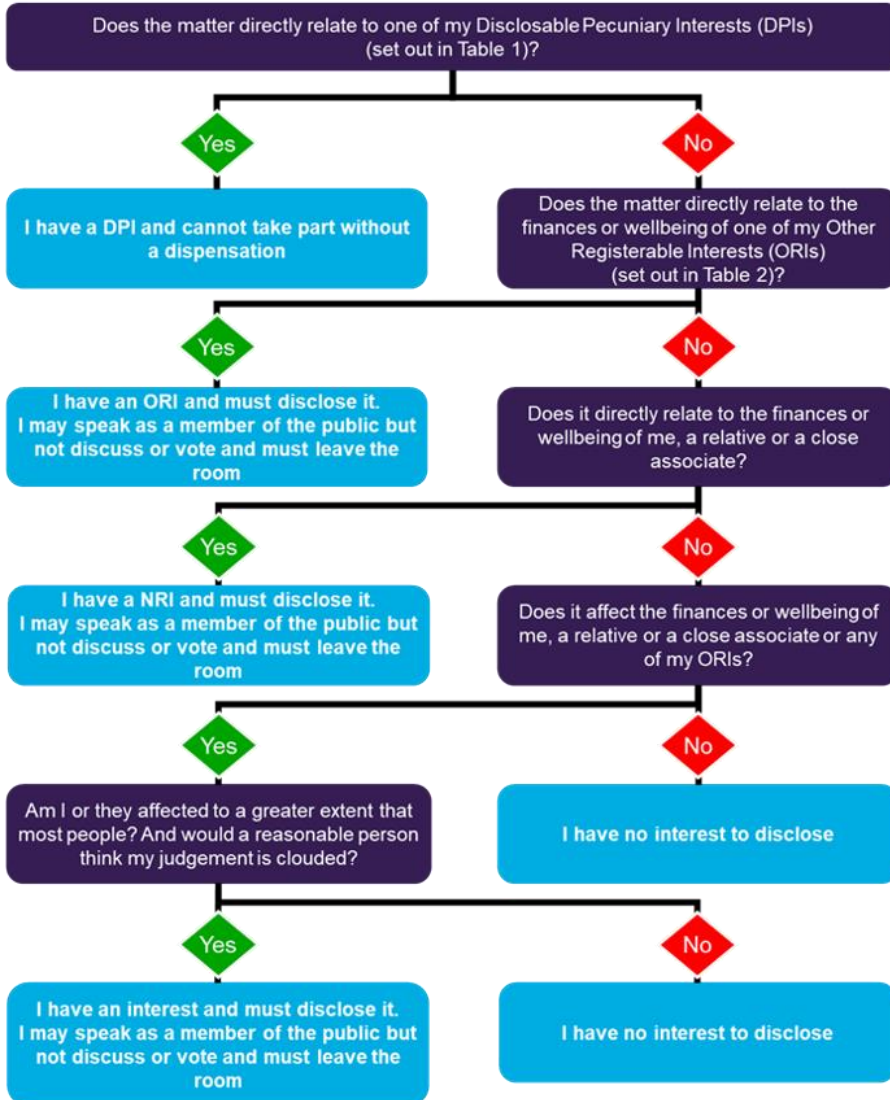 Does the matter directly relate to one of my Disclosable Pecuniary Interests (DPIs)
(set out in Table 1)?
Yes
No
I have a DPI and cannot take part without
a dispensation
Does the matter directly relate to the
finances or wellbeing of one of my Other
Registerable Interests (ORIs)
(set out in Table 2)?
Yes
No
I have an ORI and must disclose it.
I may speak as a member of the public but
not discuss or vote and must leave the
room
Does it directly relate to the finances or
wellbeing of me, a relative or a close
associate?
Yes
No
I have a NRI and must disclose it.
I may speak as a member of the public but
not discuss or vote and must leave the
room
Does it affect the finances or wellbeing of
me, a relative or a close associate or any
of my ORIs?
Yes
No
Am I or they affected to a greater extent that
most people? And would a reasonable person
think my judgement is clouded?
I have no interest to disclose
Yes
No
I have an interest and must disclose it.
I may speak as a member of the public but
not discuss or vote and must leave the
room
I have no interest to disclose